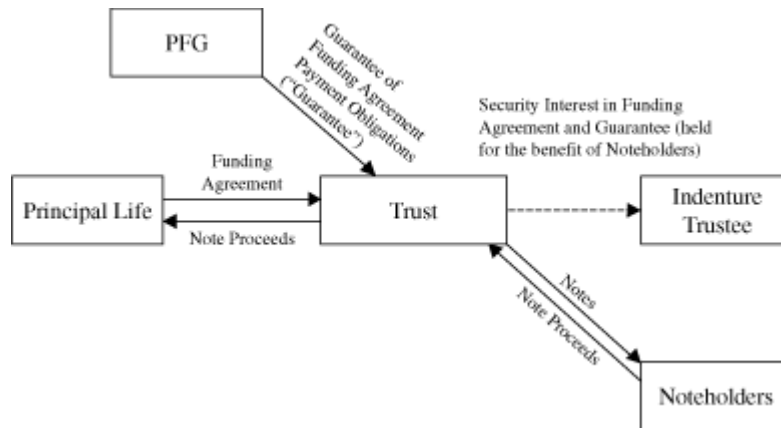 PFG
Guarantee of
Funding Agreement
Payment Obligations
("Guarantee")
Security Interest in Funding
Agreement and Guarantee (held
for the benefit of Noteholders)
Funding
Agreement
Principal Life
Note Proceeds
Trust
Indenture
Trustee
Notes
Note Proceeds
Noteholders